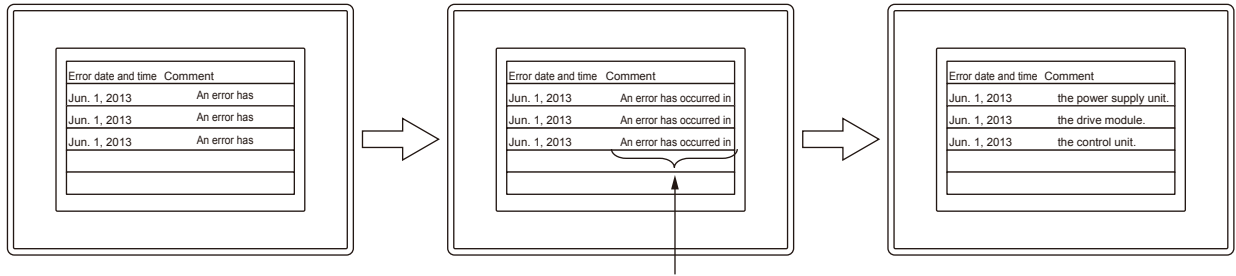 Error date and time Comment
Jun. 1, 2013 An error has
Jun. 1, 2013 An error has
Jun. 1, 2013 An error has
Error date and time Comment
Jun. 1, 2013 An error has occurred in
Jun. 1, 2013 An error has occurred in
Jun. 1, 2013 An error has occurred in
Error date and time Comment
Jun. 1, 2013 the power supply unit.
Jun. 1, 2013 the drive module.
Jun. 1, 2013 the control unit.